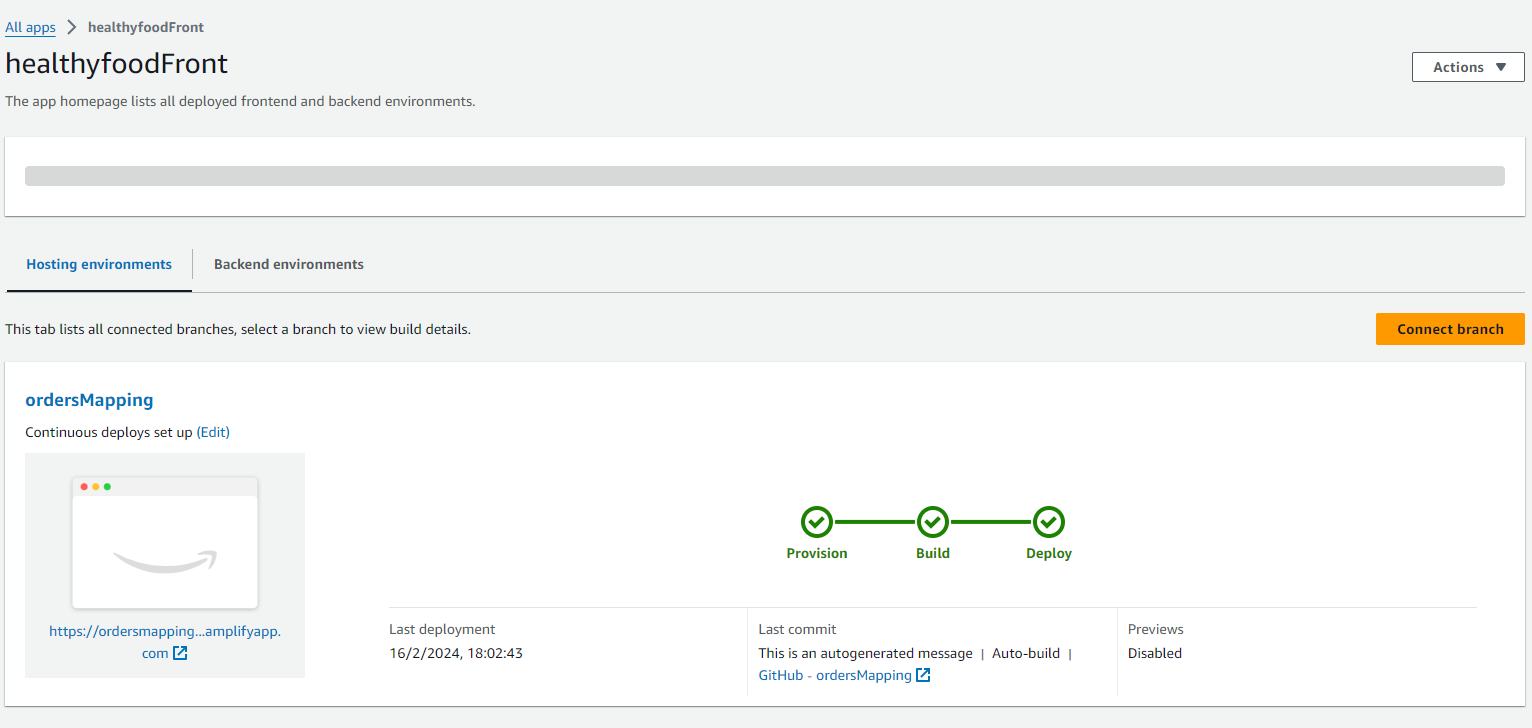 All apps > healthyfoodFront
healthyfoodFront
Actions ▼
The app homepage lists all deployed frontend and backend environments.
Hosting environments
Backend environments
This tab lists all connected branches, select a branch to view build details.
Connect branch
ordersMapping
Continuous deploys set up (Edit)
https://ordersmapping...amplifyapp.
com
Provision
Build
Deploy
Last deployment
16/2/2024, 18:02:43
Last commit
This is an autogenerated message | Auto-build |
GitHub - ordersMapping
Previews
Disabled